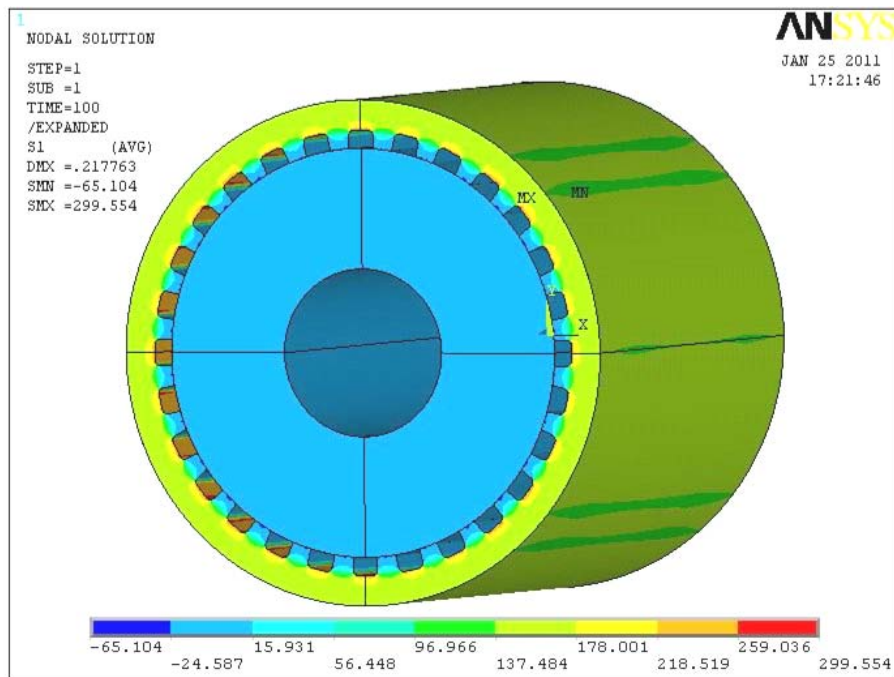 1
NODAL SOLUTION
ANSYS
JAN 25 2011
17:21:46
STEP=1
SUB =1
TIME=100
/EXPANDED
S1 (AVG)
DMX =.217763
SMN =-65.104
SMX =299.554
MX MN
Y
X
-65.104 15.931 96.966 178.001 259.036
-24.587 56.448 137.484 218.519 299.554